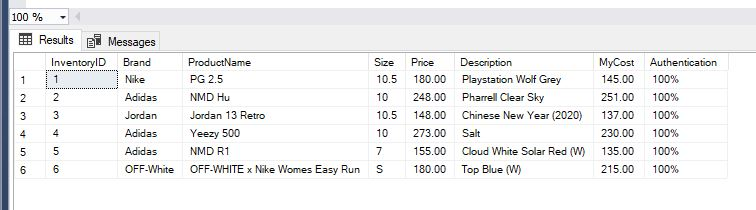 100 %
Results Messages
InventoryID Brand ProductName Size Price Description MyCost Authentication
1 1 Nike PG 2.5 10.5 180.00 Playstation Wolf Grey 145.00 100%
2 2 Adidas NMD Hu 10 248.00 Pharrell Clear Sky 251.00 100%
3 3 Jordan Jordan 13 Retro 10.5 148.00 Chinese New Year (2020) 137.00 100%
4 4 Adidas Yeezy 500 10 273.00 Salt 230.00 100%
5 5 Adidas NMD R1 7 155.00 Cloud White Solar Red (W) 135.00 100%
6 6 OFF-White OFF-WHITE x Nike Womes Easy Run S 180.00 Top Blue (W) 215.00 100%